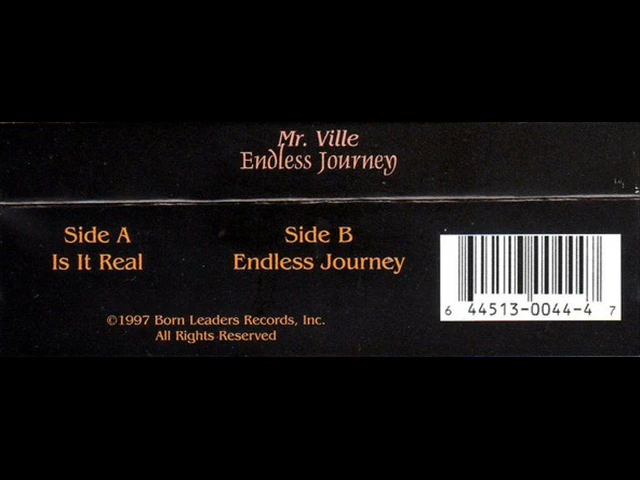 Mr. Ville
Endless Journey
Side A
Is It Real
Side B
Endless Journey
©1997 Born Leaders Records, Inc.
All Rights Reserved
6 44513-0044-4 7